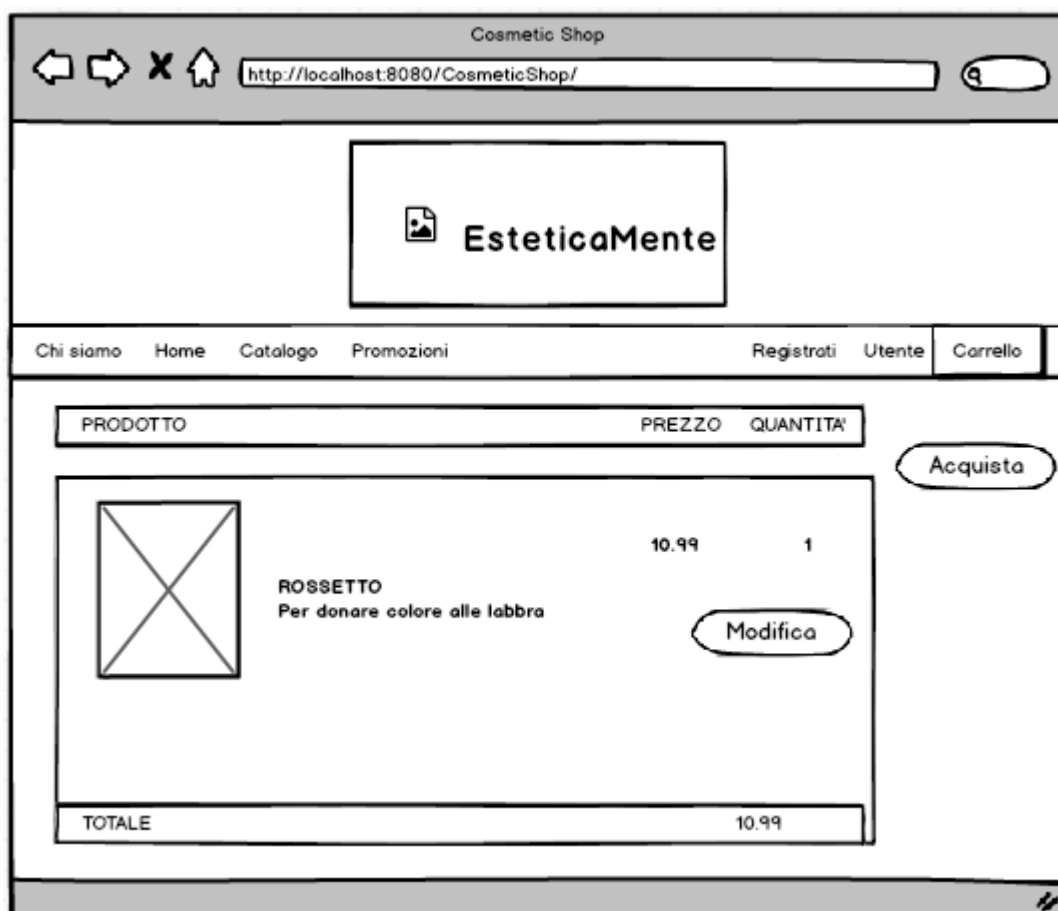 Cosmetic Shop
http://localhost:8080/CosmeticShop/
EsteticaMente
Chi siamo Home Catalogo Promozioni Registrati Utente Carrello
PRODOTTO PREZZO QUANTITA'
Acquista
10.99 1
ROSSETTO
Per donare colore alle labbra
Modifica
TOTALE 10.99